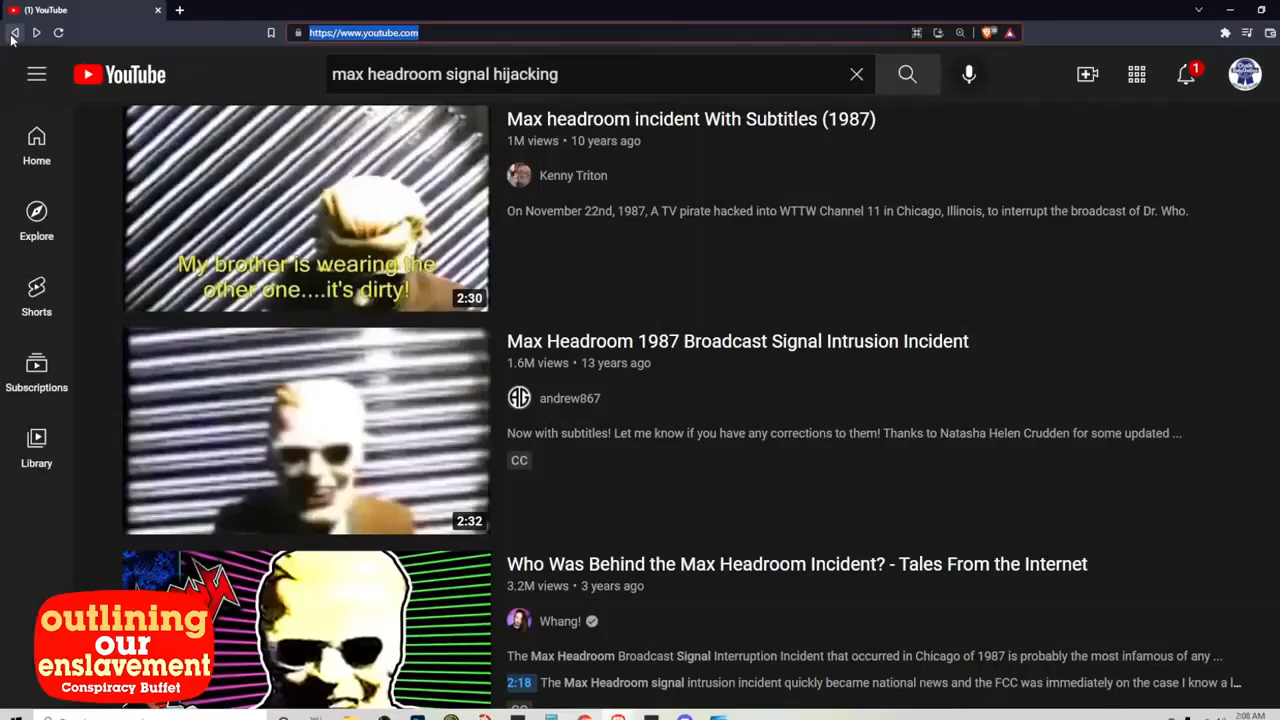 (1) YouTube
https://www.youtube.com
YouTube
max headroom signal hijacking
1
Home
Explore
Shorts
Subscriptions
Library
My brother is wearing the
other one....it's dirty!
2:30
Max headroom incident With Subtitles (1987)
1M views • 10 years ago
Kenny Triton
On November 22nd, 1987, A TV pirate hacked into WTTW Channel 11 in Chicago, Illinois, to interrupt the broadcast of Dr. Who.
2:32
Max Headroom 1987 Broadcast Signal Intrusion Incident
1.6M views • 13 years ago
AG
andrew867
Now with subtitles! Let me know if you have any corrections to them! Thanks to Natasha Helen Crudden for some updated ...
CC
Who Was Behind the Max Headroom Incident? - Tales From the Internet
3.2M views • 3 years ago
Whang!
The Max Headroom Broadcast Signal Interruption Incident that occurred in Chicago of 1987 is probably the most infamous of any ...
2:18 The Max Headroom signal intrusion incident quickly became national news and the FCC was immediately on the case I know a l...
outlining
our
enslavement
Conspiracy Buffet
2:08 AM